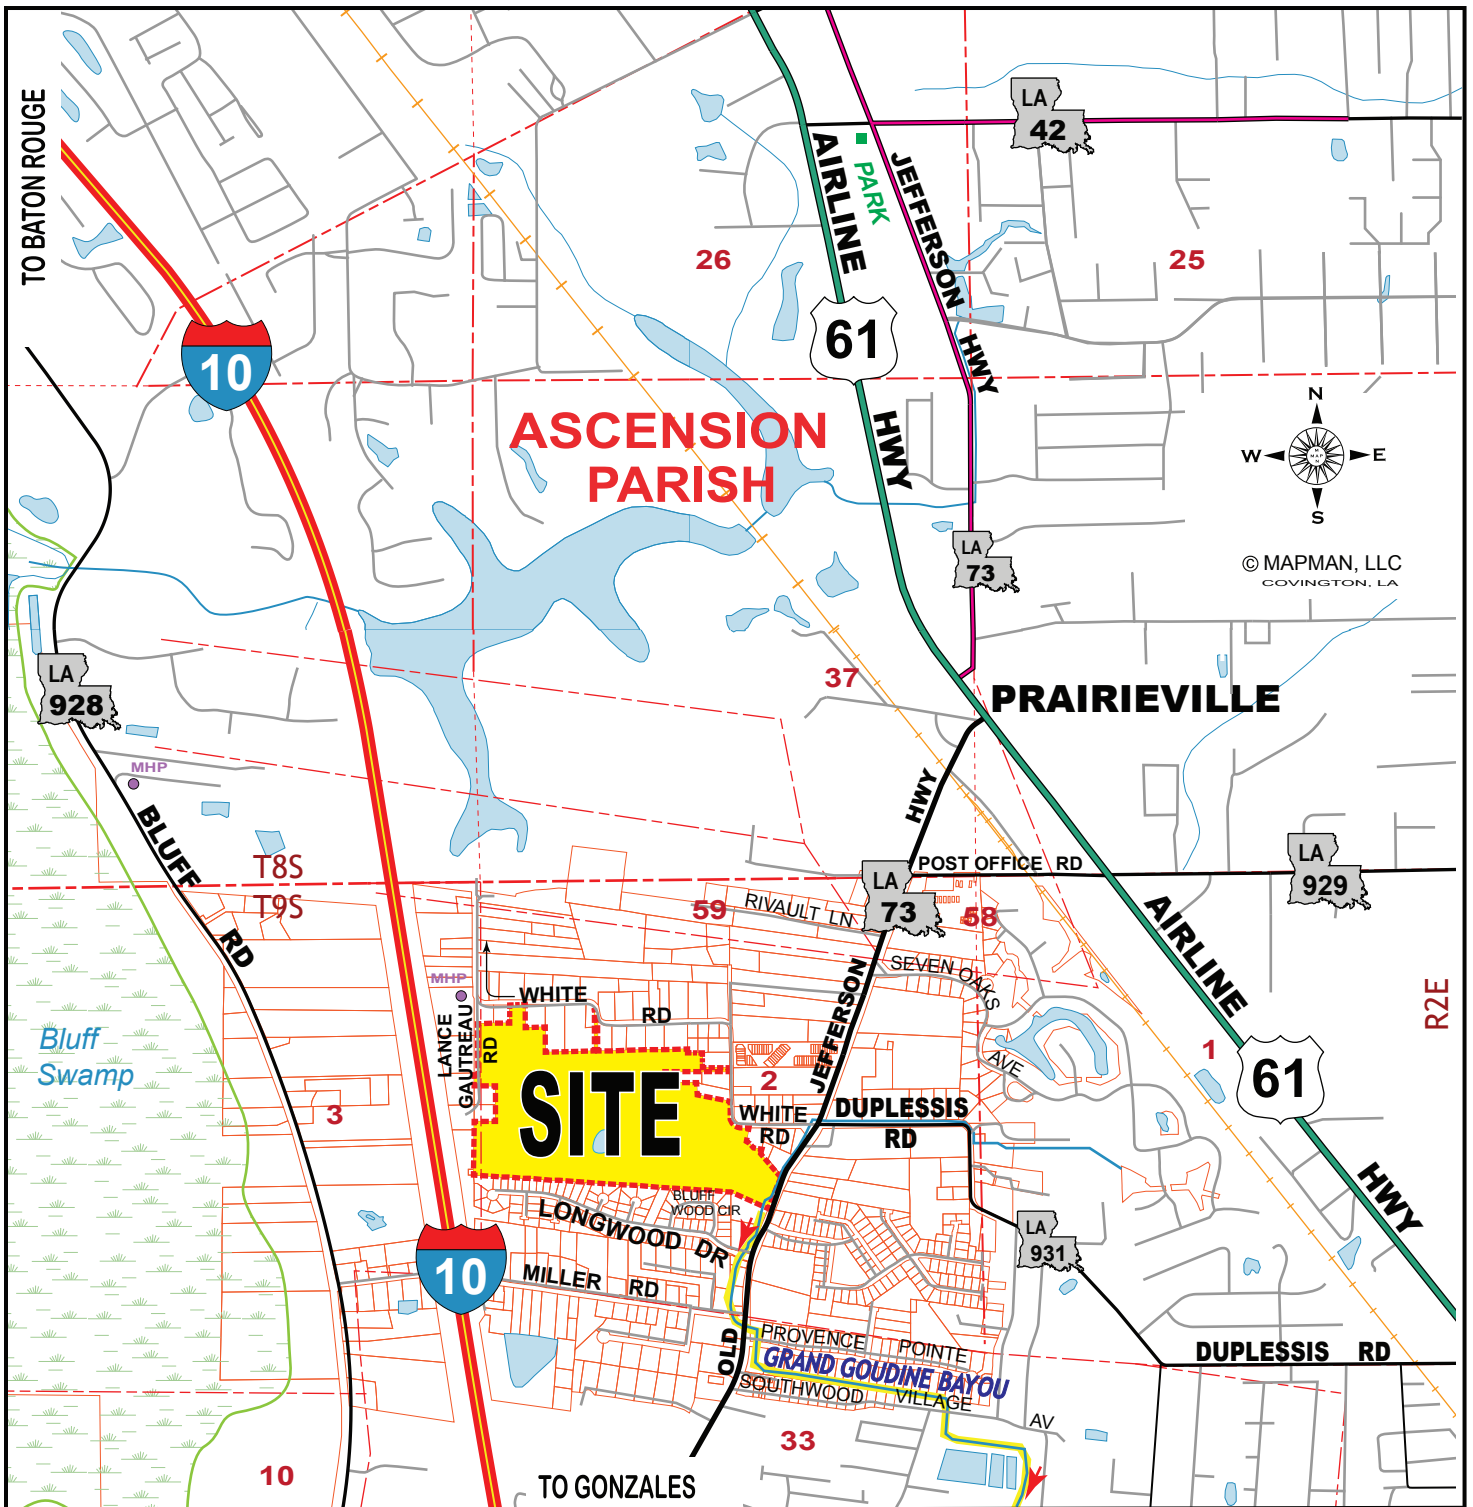 TO BATON ROUGE
LA
42
AIRLINE
PARK
JEFFERSON
26
25
61
10
HWY
ASCENSION
PARISH
HWY
N
W
E
S
MAP
LA
73
© MAPMAN, LLC
COVINGTON, LA
LA
928
37
PRAIRIEVILLE
MHP
HWY
BLUFF
RD
T8S
T9S
POST OFFICE RD
LA
929
LA
73
59
RIVAULT LN
58
AIRLINE
SEVEN OAKS
AVE
MHP
WHITE
RD
LANCE
GAUTREAU
RD
JEFFERSON
R2E
Bluff
Swamp
1
61
SITE
2
3
WHITE
RD
DUPLESSIS
RD
HWY
BLUFF
WOOD CIR
LONGWOOD DR
LA
931
10
MILLER RD
OLD
PROVENCE POINTE
GRAND GOUDINE BAYOU
DUPLESSIS RD
SOUTHWOOD VILLAGE
AV
33
10
TO GONZALES